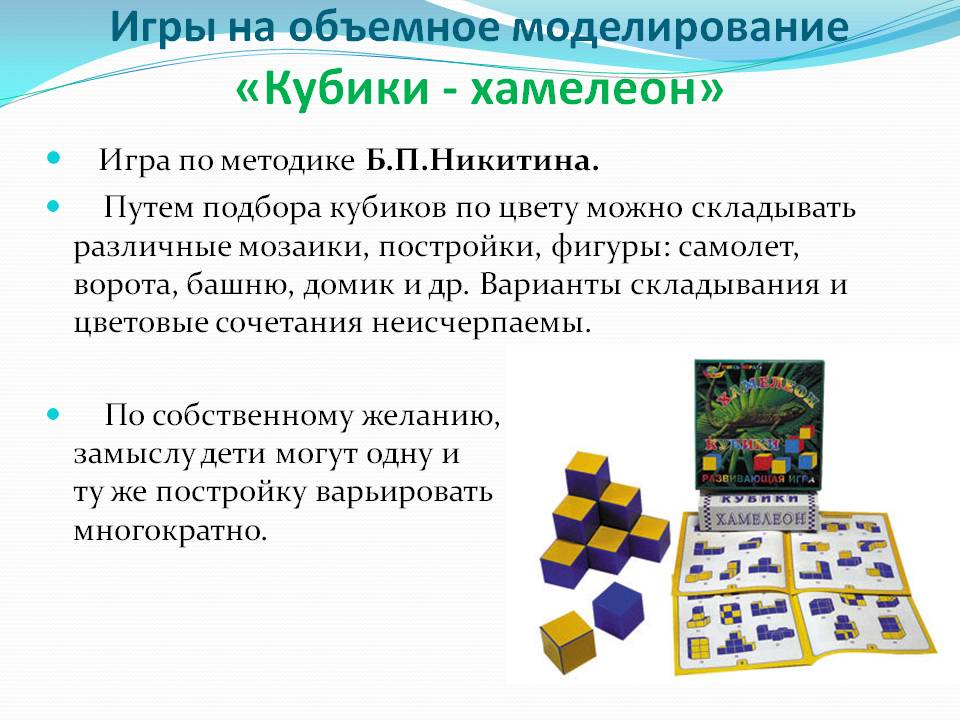 Игры на объемное моделирование
«Кубики - хамелеон»
Игра по методике Б.П.Никитина.
Путем подбора кубиков по цвету можно складывать
различные мозаики, постройки, фигуры: самолет,
ворота, башню, домик и др. Варианты складывания и
цветовые сочетания неисчерпаемы.
По собственному желанию,
замыслу дети могут одну и
ту же постройку варьировать
многократно.
ХАМЕЛЕОН
КУБИКИ
РАЗВИВАЮЩАЯ ИГРА
КУБИКИ
ХАМЕЛЕОН